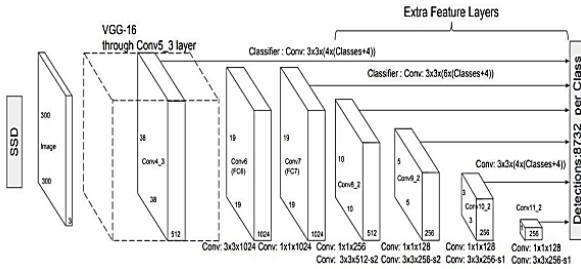 Extra Feature Layers
VGG-16
through Conv5_3 layer
Classifier : Conv: 3x3x(4x(Classes+4))
Classifier : Conv: 3x3x(6x(Classes+4))
SSD
300
Image
300
3
38
Conv4_3
38
512
19
Conv6
(FC6)
19
1024
19
Conv7
(FC7)
19
1024
10
Conv8_2
10
512
5
Conv9_2
5
256
Conv: 3x3x(4x(Classes+4))
3
Conv10_2
3
256
Conv11_2
256
Detections:8732 per Class
Conv: 3x3x1024
Conv: 1x1x1024
Conv: 1x1x256
Conv: 3x3x512-s2
Conv: 1x1x128
Conv: 3x3x256-s2
Conv: 1x1x128
Conv: 3x3x256-s1
Conv: 1x1x128
Conv: 3x3x256-s1